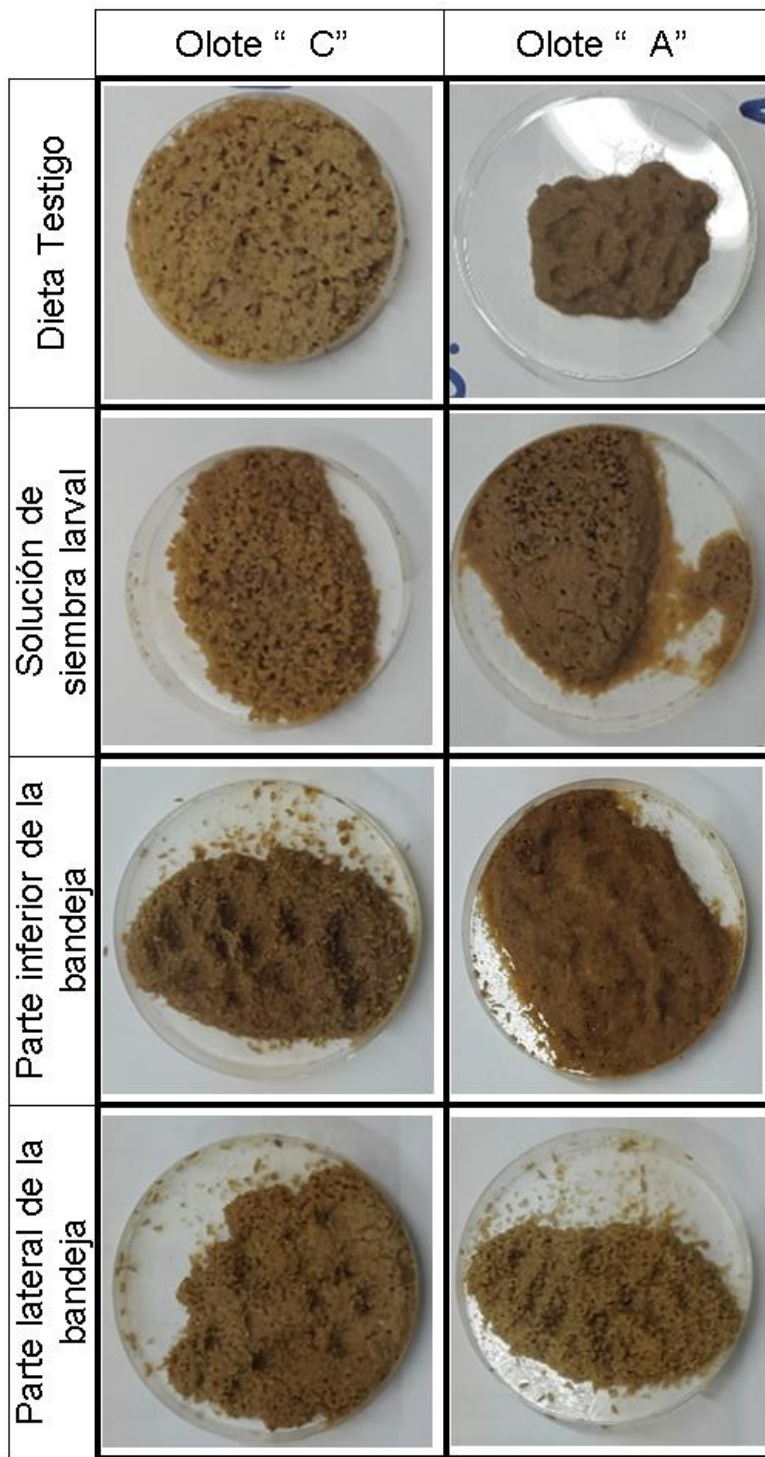 Olote “ C”
Olote “ A”
Dieta Testigo
Solución de
siembra larval
Parte inferior de la
bandeja
Parte lateral de la
bandeja